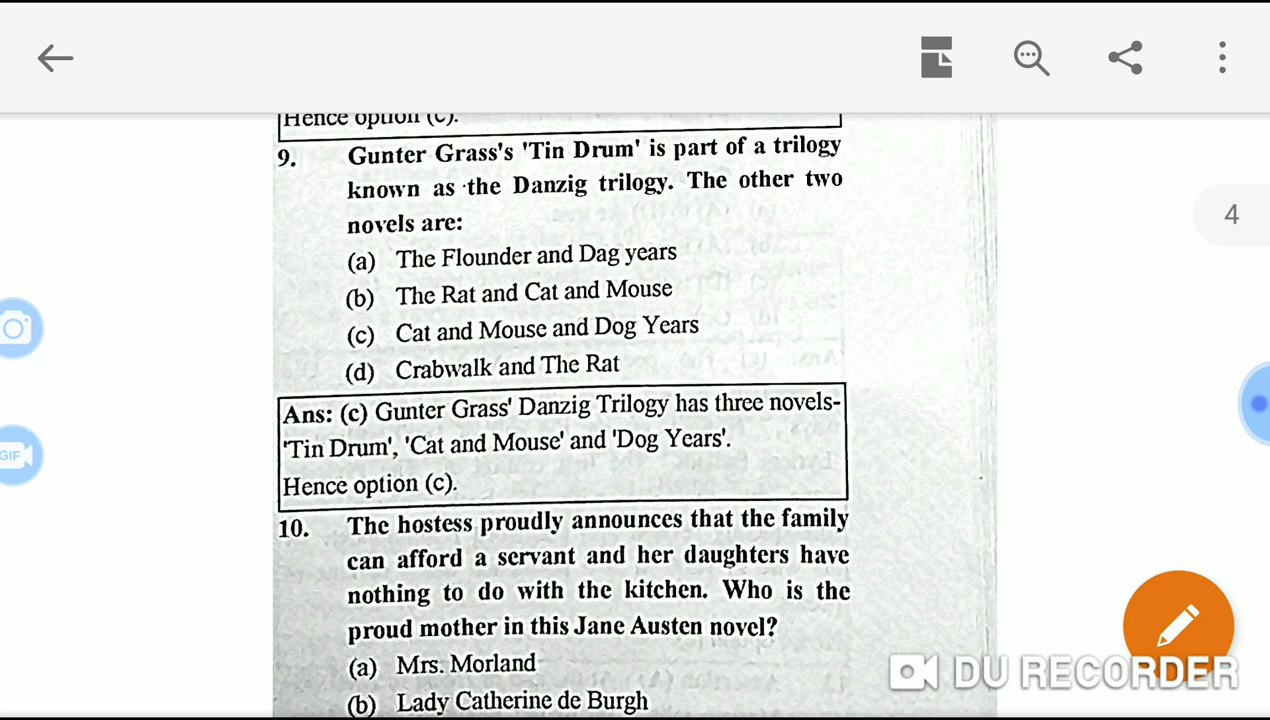 Hence option (c).
9. Gunter Grass's 'Tin Drum' is part of a trilogy
known as the Danzig trilogy. The other two
novels are:
(a) The Flounder and Dag years
(b) The Rat and Cat and Mouse
(c) Cat and Mouse and Dog Years
(d) Crabwalk and The Rat
Ans: (c) Gunter Grass' Danzig Trilogy has three novels-
'Tin Drum', 'Cat and Mouse' and 'Dog Years'.
Hence option (c).
10. The hostess proudly announces that the family
can afford a servant and her daughters have
nothing to do with the kitchen. Who is the
proud mother in this Jane Austen novel?
(a) Mrs. Morland
(b) Lady Catherine de Burgh
4
GIF
DU RECORDER